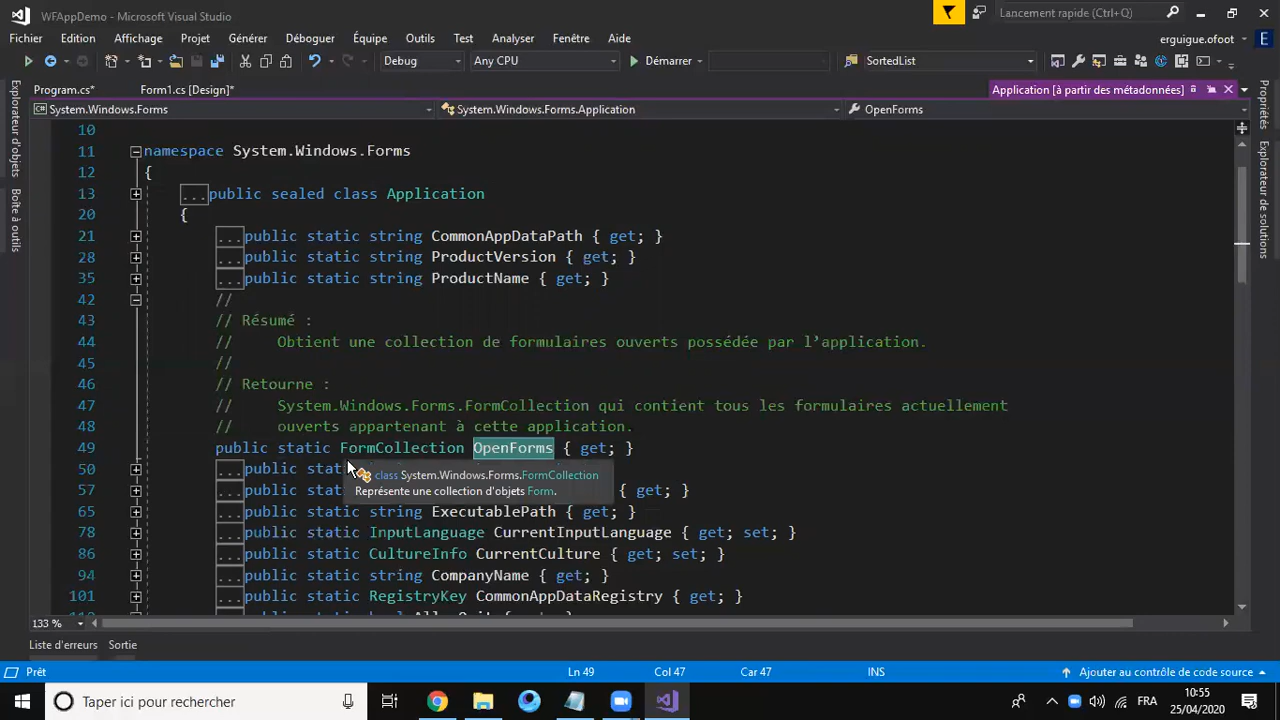 WFAppDemo - Microsoft Visual Studio
Lancement rapide (Ctrl+Q)
Fichier Edition Affichage Projet Générer Déboguer Équipe Outils Test Analyser Fenêtre Aide
erguigue.ofoot E
Debug Any CPU Démarrer SortedList
Program.cs* Form1.cs [Design]* Application [à partir des métadonnées]
System.Windows.Forms System.Windows.Forms.Application OpenForms
Explorateur d'objets
Boîte à outils
Propriétés
Explorateur de solutions
10
11 namespace System.Windows.Forms
12 {
13 ...public sealed class Application
20 {
21 ...public static string CommonAppDataPath { get; }
28 ...public static string ProductVersion { get; }
35 ...public static string ProductName { get; }
42 //
43 // Résumé :
44 // Obtient une collection de formulaires ouverts possédée par l’application.
45 //
46 // Retourne :
47 // System.Windows.Forms.FormCollection qui contient tous les formulaires actuellement
48 // ouverts appartenant à cette application.
49 public static FormCollection OpenForms { get; }
50 ...public
class System.Windows.Forms.FormCollection
Représente une collection d'objets Form.
57 ...public { get; }
65 ...public static string ExecutablePath { get; }
78 ...public static InputLanguage CurrentInputLanguage { get; set; }
86 ...public static CultureInfo CurrentCulture { get; set; }
94 ...public static string CompanyName { get; }
101 ...public static RegistryKey CommonAppDataRegistry { get; }
133 %
Liste d'erreurs Sortie
Prêt Ln 49 Col 47 Car 47 INS Ajouter au contrôle de code source
Taper ici pour rechercher
FRA
10:55
25/04/2020